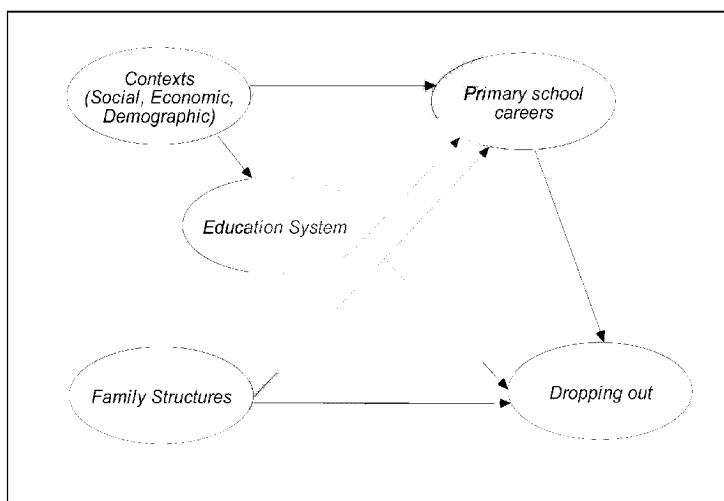 Contexts
(Social, Economic,
Demographic)
Primary school
careers
Education System
Family Structures
Dropping out